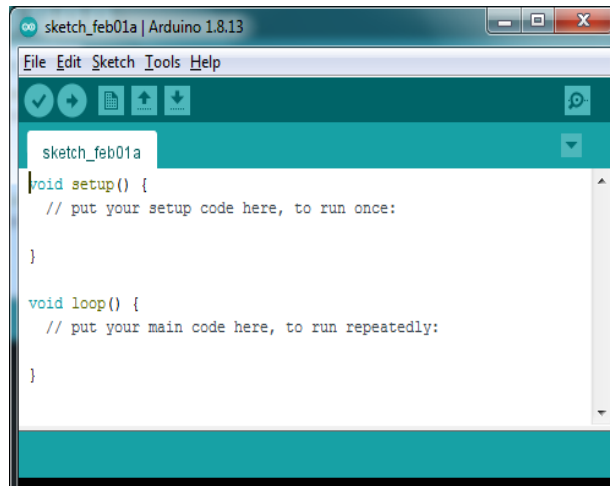 sketch_feb01a | Arduino 1.8.13
File Edit Sketch Tools Help
sketch_feb01a
void setup() {
// put your setup code here, to run once:
}
void loop() {
// put your main code here, to run repeatedly:
}